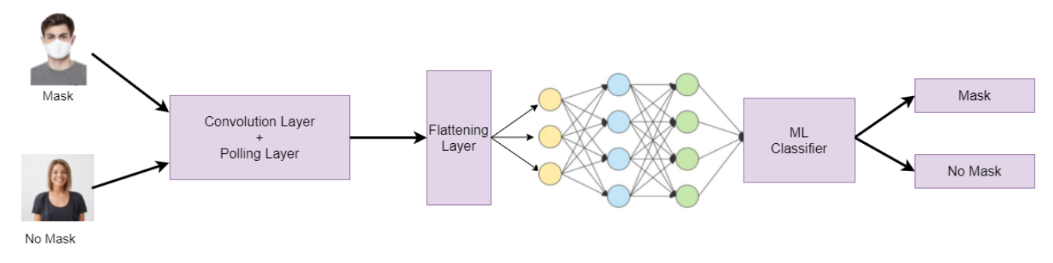 Mask
No Mask
Convolution Layer
+
Polling Layer
Flattening
Layer
ML
Classifier
Mask
No Mask